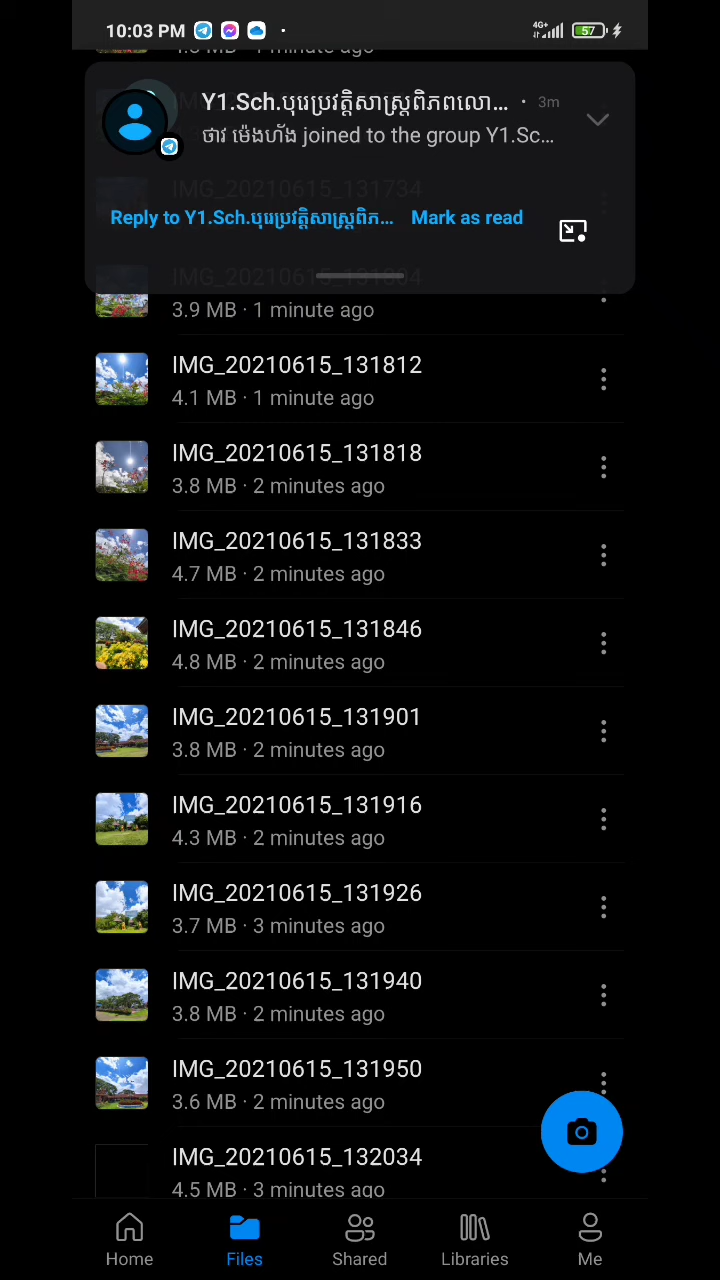 10:03 PM
4G+
57
Y1.Sch.បុរេប្រវត្តិសាស្ត្រពិភពលោ... · 3m
ថាវ ម៉េងហ័ង joined to the group Y1.Sc...
IMG_20210615_131734
Reply to Y1.Sch.បុរេប្រវត្តិសាស្ត្រពិភ... Mark as read
3.9 MB · 1 minute ago
IMG_20210615_131812
4.1 MB · 1 minute ago
IMG_20210615_131818
3.8 MB · 2 minutes ago
IMG_20210615_131833
4.7 MB · 2 minutes ago
IMG_20210615_131846
4.8 MB · 2 minutes ago
IMG_20210615_131901
3.8 MB · 2 minutes ago
IMG_20210615_131916
4.3 MB · 2 minutes ago
IMG_20210615_131926
3.7 MB · 3 minutes ago
IMG_20210615_131940
3.8 MB · 2 minutes ago
IMG_20210615_131950
3.6 MB · 2 minutes ago
IMG_20210615_132034
4.5 MB · 3 minutes ago
Home Files Shared Libraries Me